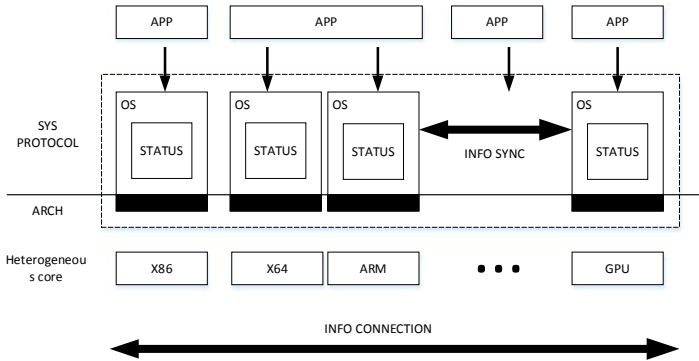 APP APP APP APP
OS OS OS OS
SYS
PROTOCOL
STATUS STATUS STATUS STATUS
INFO SYNC
ARCH
Heterogeneou
s core
X86 X64 ARM GPU
INFO CONNECTION